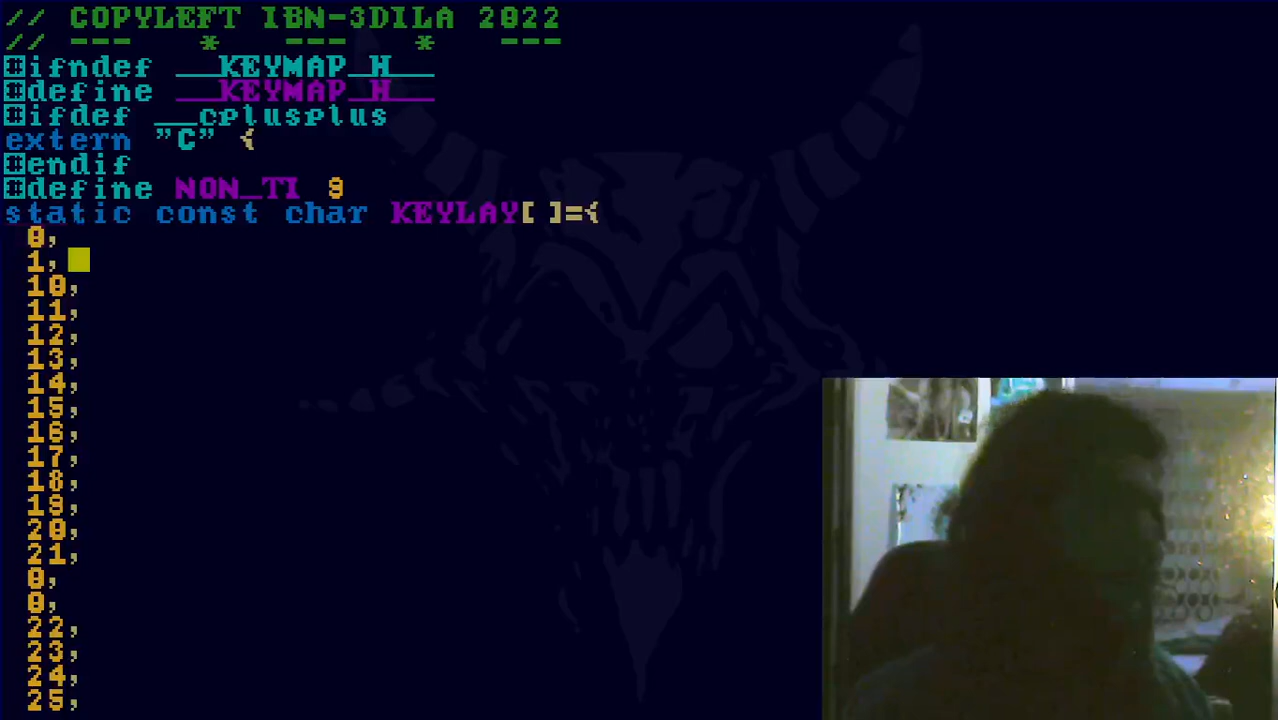 // COPYLEFT IBN-3DILA 2022
// --- * --- * ---
#ifndef __KEYMAP_H__
#define __KEYMAP_H__
#ifdef __cplusplus
extern "C" {
#endif
#define NON_TI 9
static const char KEYLAY[ ]={
0,
1,
10,
11,
12,
13,
14,
15,
16,
17,
18,
19,
20,
21,
0,
0,
22,
23,
24,
25,